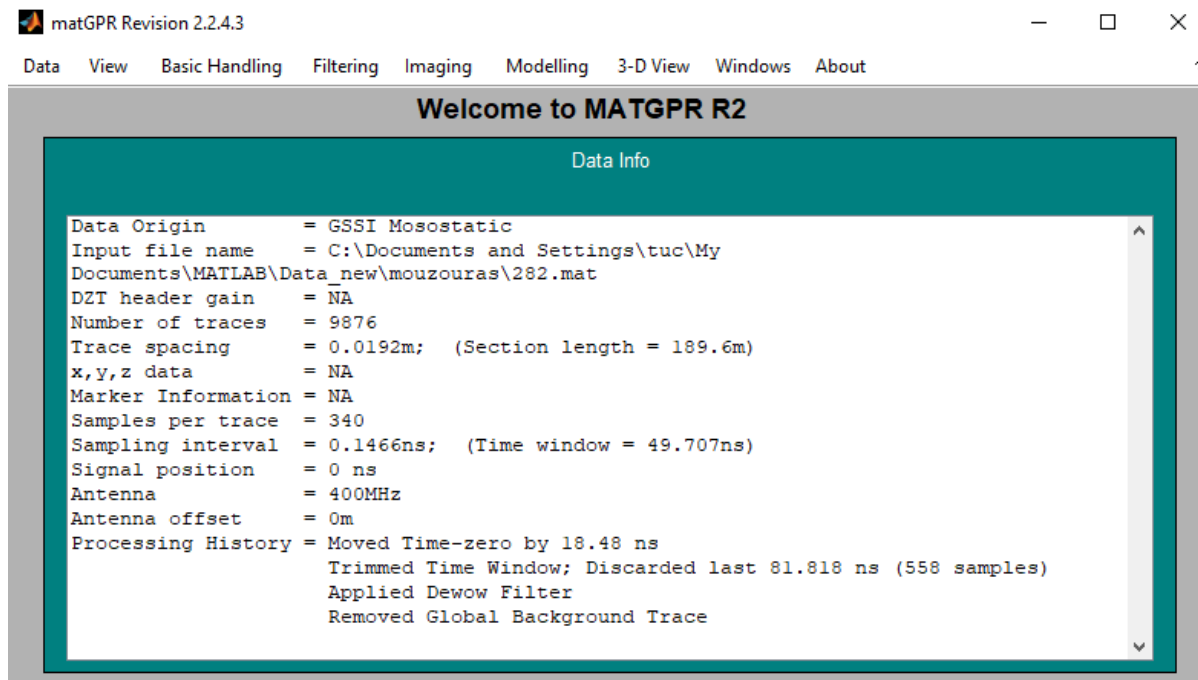 matGPR Revision 2.2.4.3
Data View Basic Handling Filtering Imaging Modelling 3-D View Windows About
Welcome to MATGPR R2
Data Info
Data Origin = GSSI Mosostatic
Input file name = C:\Documents and Settings\tuc\My
Documents\MATLAB\Data_new\mouzouras\282.mat
DZT header gain = NA
Number of traces = 9876
Trace spacing = 0.0192m; (Section length = 189.6m)
x,y,z data = NA
Marker Information = NA
Samples per trace = 340
Sampling interval = 0.1466ns; (Time window = 49.707ns)
Signal position = 0 ns
Antenna = 400MHz
Antenna offset = 0m
Processing History = Moved Time-zero by 18.48 ns
Trimmed Time Window; Discarded last 81.818 ns (558 samples)
Applied Dewow Filter
Removed Global Background Trace